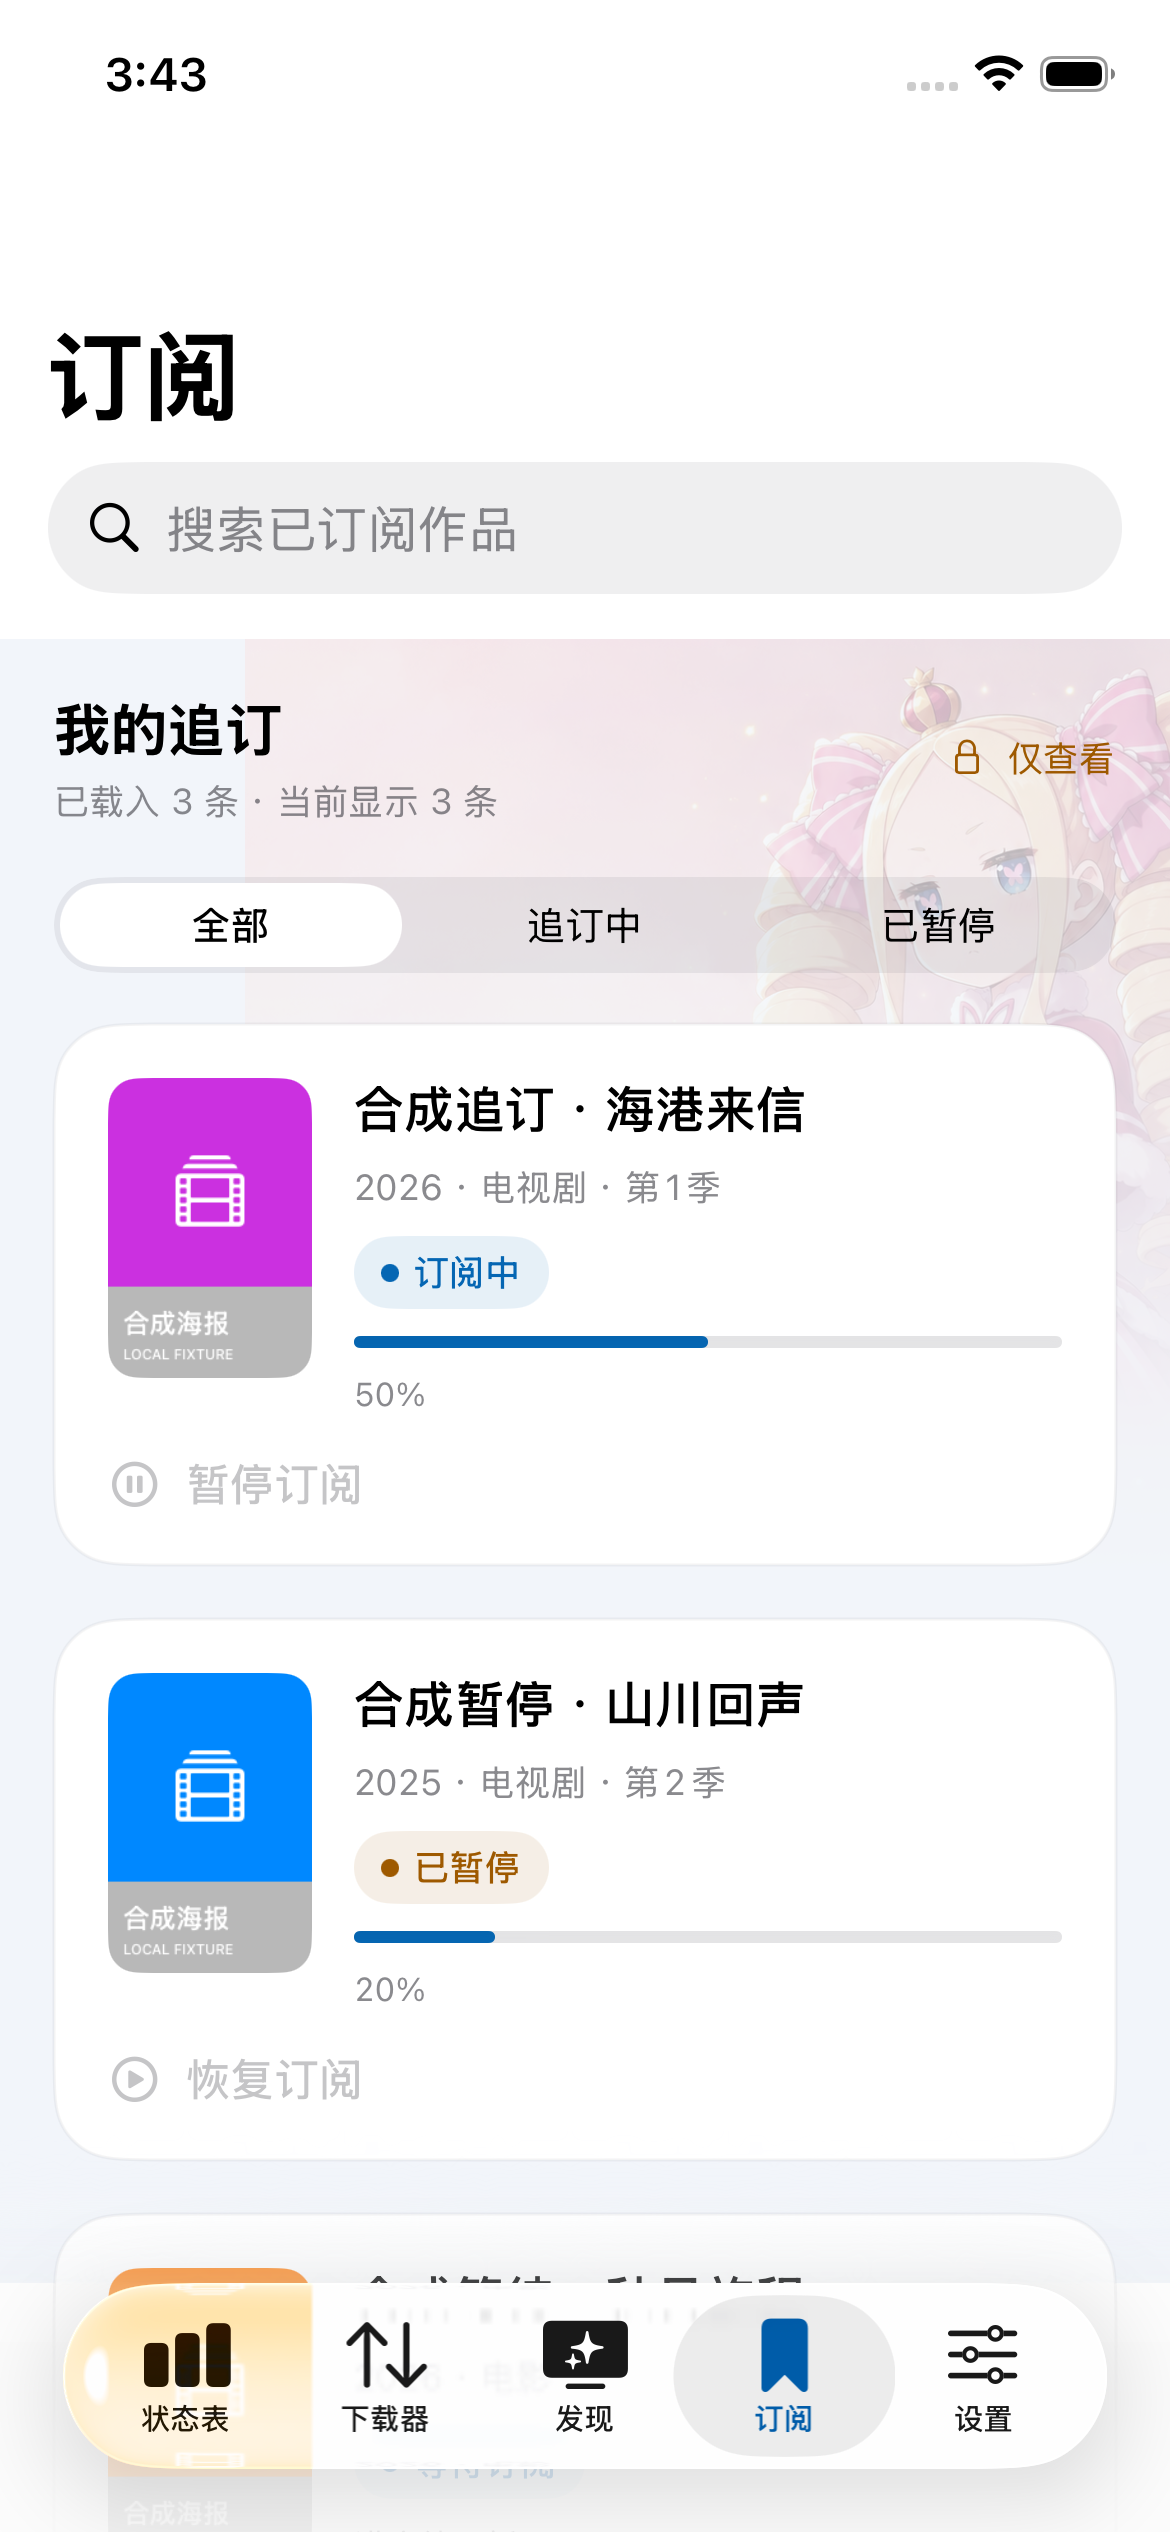 3:43
订阅
搜索已订阅作品
我的追订
仅查看
已载入 3 条 · 当前显示 3 条
全部
追订中
已暂停
合成追订 · 海港来信
2026 · 电视剧 · 第 1 季
订阅中
合成海报
LOCAL FIXTURE
50%
暂停订阅
合成暂停 · 山川回声
2025 · 电视剧 · 第 2 季
已暂停
合成海报
LOCAL FIXTURE
20%
恢复订阅
状态表
下载器
发现
订阅
设置
合成海报